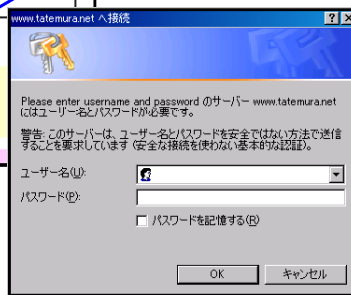 www.tatemura.net へ接続
Please enter username and password のサーバー www.tatemura.net
にはユーザー名とパスワードが必要です。
警告: このサーバーは、ユーザー名とパスワードを安全ではない方法で送信
することを要求しています (安全な接続を使わない基本的な認証)。
ユーザー名(U):
パスワード(P):
パスワードを記憶する(R)
OK キャンセル